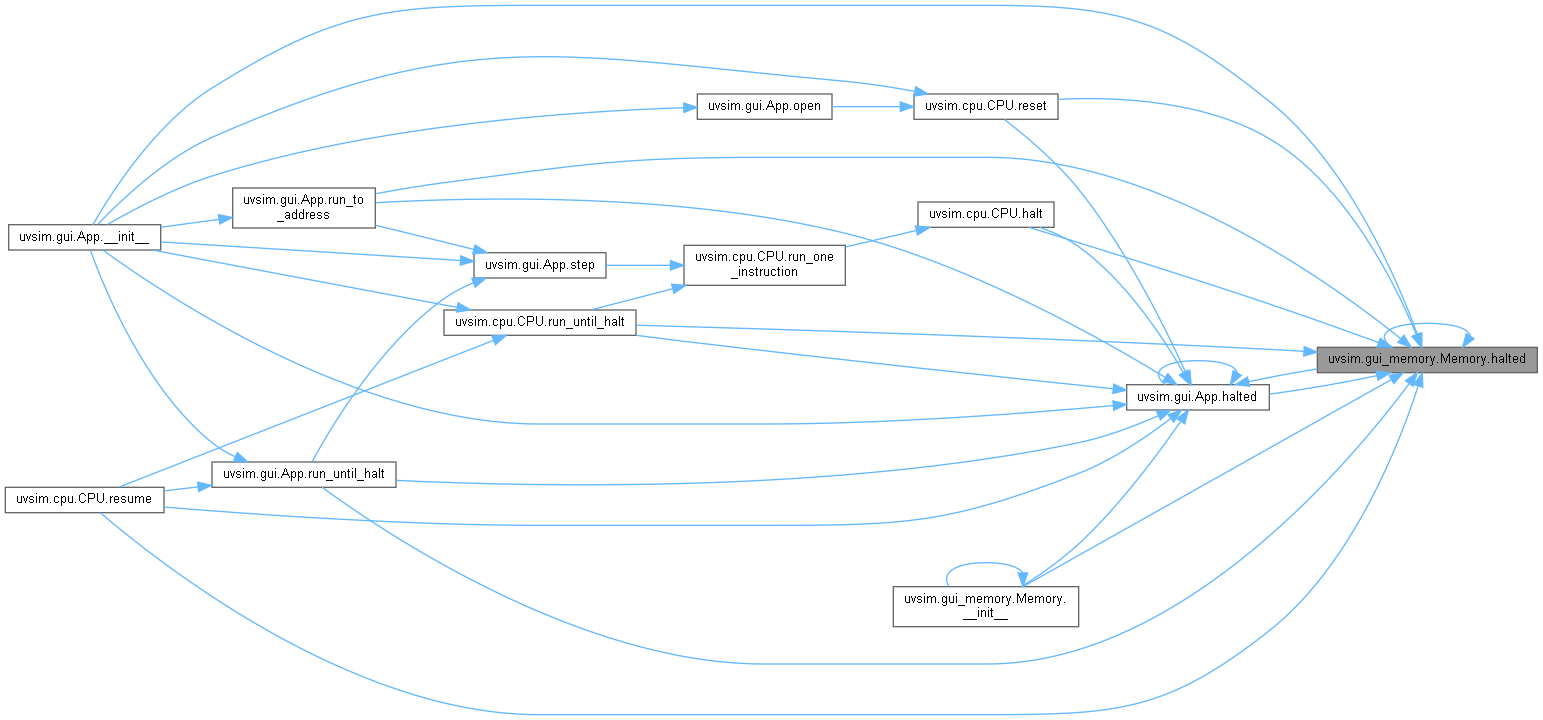 uvsim.gui.App.open
uvsim.cpu.CPU.reset
uvsim.gui.App.run_to
_address
uvsim.cpu.CPU.halt
uvsim.gui.App.__init__
uvsim.gui.App.step
uvsim.cpu.CPU.run_one
_instruction
uvsim.cpu.CPU.run_until_halt
uvsim.gui_memory.Memory.halted
uvsim.gui.App.halted
uvsim.gui.App.run_until_halt
uvsim.cpu.CPU.resume
uvsim.gui_memory.Memory.
__init__